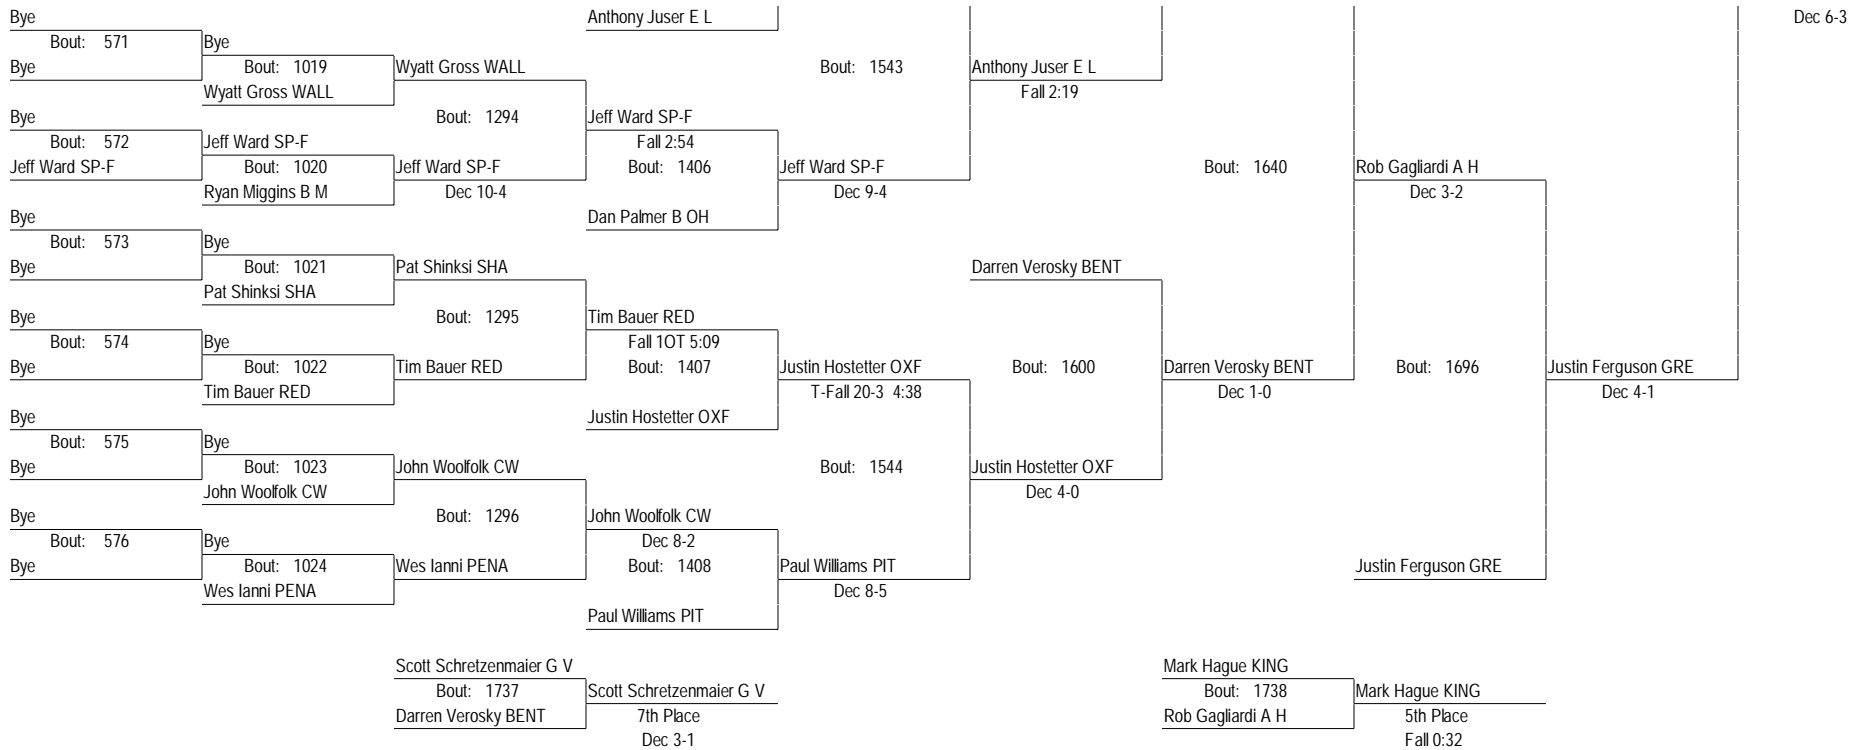 Bye Anthony Juser E L Dec 6-3
Bout: 571 Bye
Bye Bout: 1019 Wyatt Gross WALL Bout: 1543 Anthony Juser E L
Wyatt Gross WALL Fall 2:19
Bye Bout: 1294 Jeff Ward SP-F
Bout: 572 Jeff Ward SP-F Fall 2:54
Jeff Ward SP-F Bout: 1020 Jeff Ward SP-F Bout: 1406 Jeff Ward SP-F Bout: 1640 Rob Gagliardi A H
Ryan Miggins B M Dec 10-4 Dec 9-4 Dec 3-2
Bye Dan Palmer B OH
Bout: 573 Bye
Bye Bout: 1021 Pat Shinksi SHA Darren Verosky BENT
Pat Shinksi SHA
Bye Bout: 1295 Tim Bauer RED
Bout: 574 Bye Fall 1OT 5:09
Bye Bout: 1022 Tim Bauer RED Bout: 1407 Justin Hostetter OXF Bout: 1600 Darren Verosky BENT Bout: 1696 Justin Ferguson GRE
Tim Bauer RED T-Fall 20-3 4:38 Dec 1-0 Dec 4-1
Bye Justin Hostetter OXF
Bout: 575 Bye
Bye Bout: 1023 John Woolfolk CW Bout: 1544 Justin Hostetter OXF
John Woolfolk CW Dec 4-0
Bye Bout: 1296 John Woolfolk CW
Bout: 576 Bye Dec 8-2
Bye Bout: 1024 Wes Ianni PENA Bout: 1408 Paul Williams PIT Justin Ferguson GRE
Wes Ianni PENA Dec 8-5
Paul Williams PIT
Scott Schretzenmaier G V Mark Hague KING
Bout: 1737 Scott Schretzenmaier G V Bout: 1738 Mark Hague KING
Darren Verosky BENT 7th Place Rob Gagliardi A H 5th Place
Dec 3-1 Fall 0:32